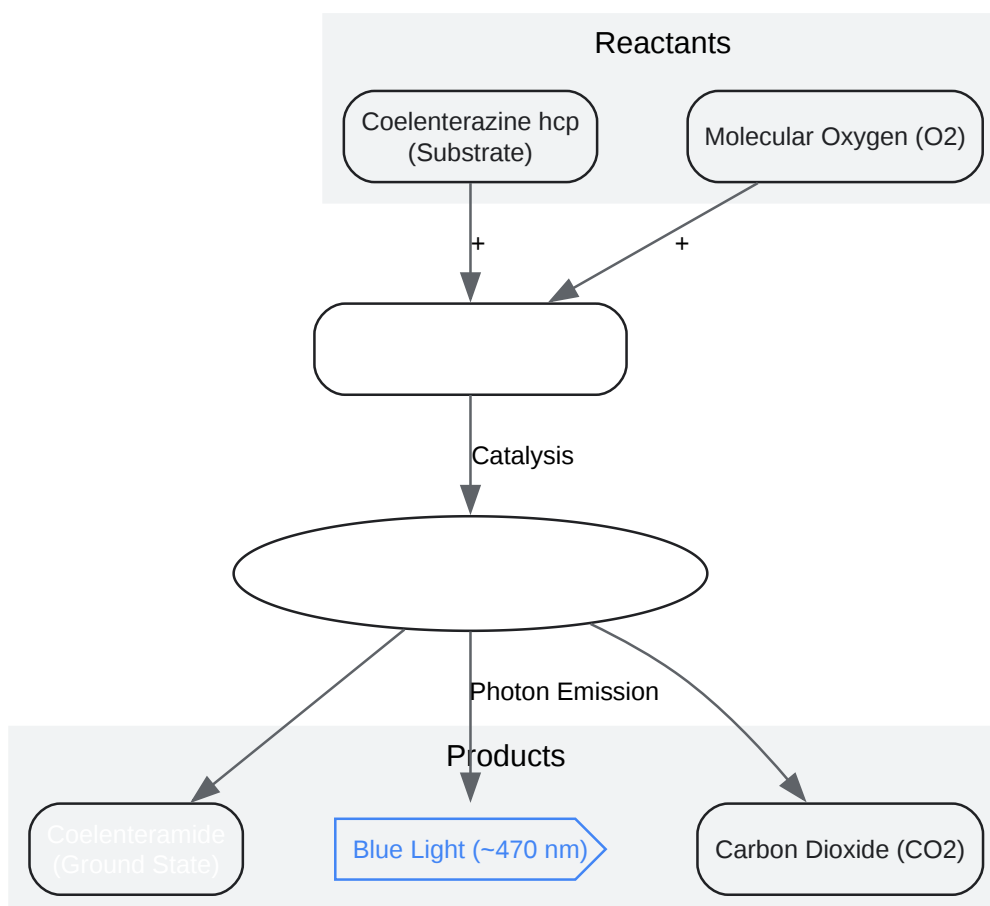 Reactants
Coelenterazine hcp
(Substrate)
Molecular Oxygen (O2)
+
+
Catalysis
Photon Emission
Products
Coelenteramide
(Ground State)
Blue Light (~470 nm)
Carbon Dioxide (CO2)